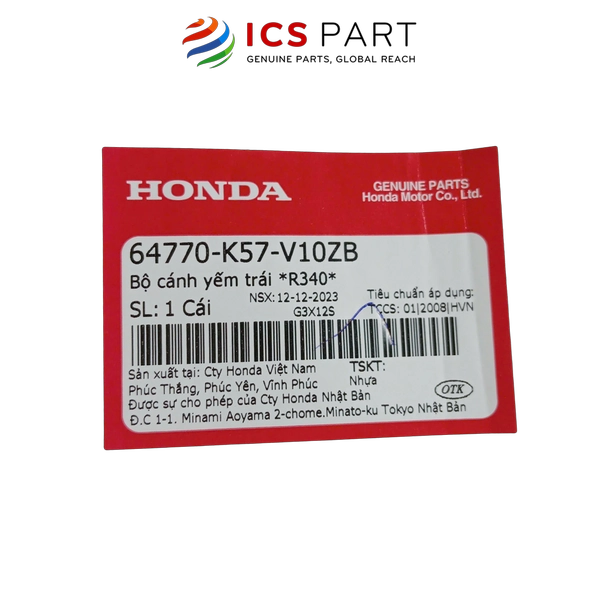 ICS PART
GENUINE PARTS, GLOBAL REACH
HONDA
GENUINE PARTS
Honda Motor Co., Ltd.
64770-K57-V10ZB
Bộ cánh yếm trái *R340*
NSX: 12-12-2023
Tiêu chuẩn áp dụng:
SL: 1 Cái
G3X12S
TCCS: 01|2008|HVN
Sản xuất tại: Cty Honda Việt Nam
TSKT:
Phúc Thắng, Phúc Yên, Vĩnh Phúc
Nhựa
Được sự cho phép của Cty Honda Nhật Bản
OTK
Đ.C 1-1. Minami Aoyama 2-chome.Minato-ku Tokyo Nhật Bản